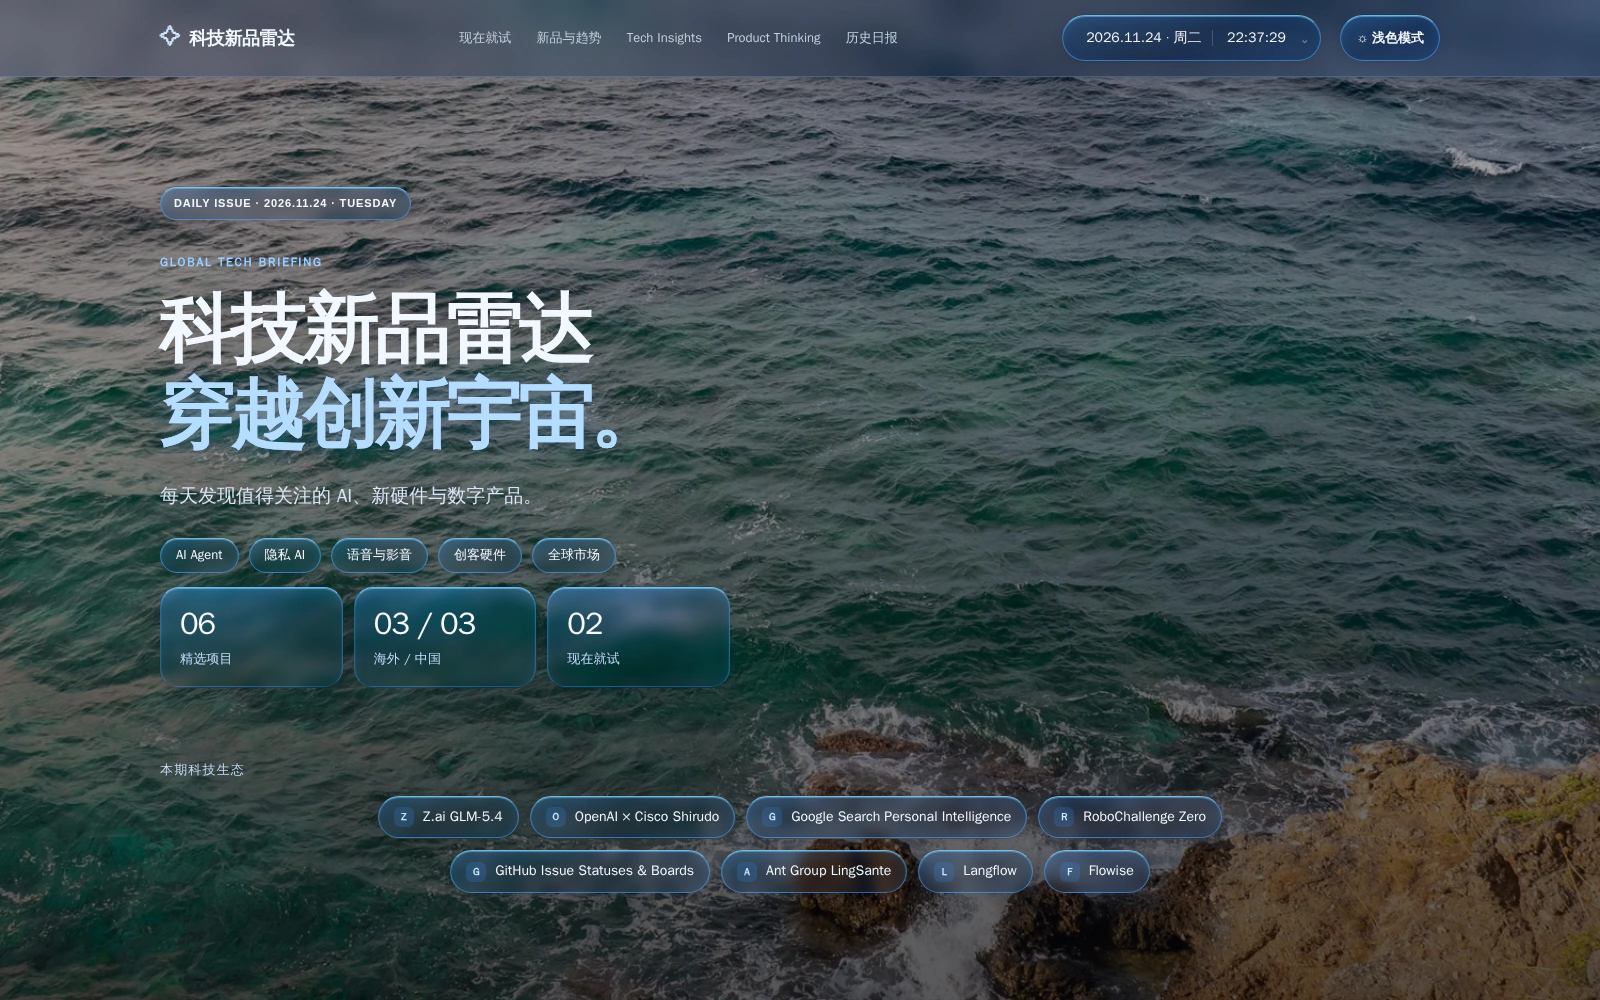 科技新品雷达
现在就试 新品与趋势 Tech Insights Product Thinking 历史日报
2026.11.24 · 周二 22:37:29
☼ 浅色模式
DAILY ISSUE · 2026.11.24 · TUESDAY
GLOBAL TECH BRIEFING
科技新品雷达
穿越创新宇宙。
每天发现值得关注的 AI、新硬件与数字产品。
AI Agent 隐私 AI 语音与影音 创客硬件 全球市场
06 03 / 03 02
精选项目 海外 / 中国 现在就试
本期科技生态
Z Z.ai GLM-5.4 O OpenAI × Cisco Shirudo G Google Search Personal Intelligence R RoboChallenge Zero
G GitHub Issue Statuses & Boards A Ant Group LingSante L Langflow F Flowise